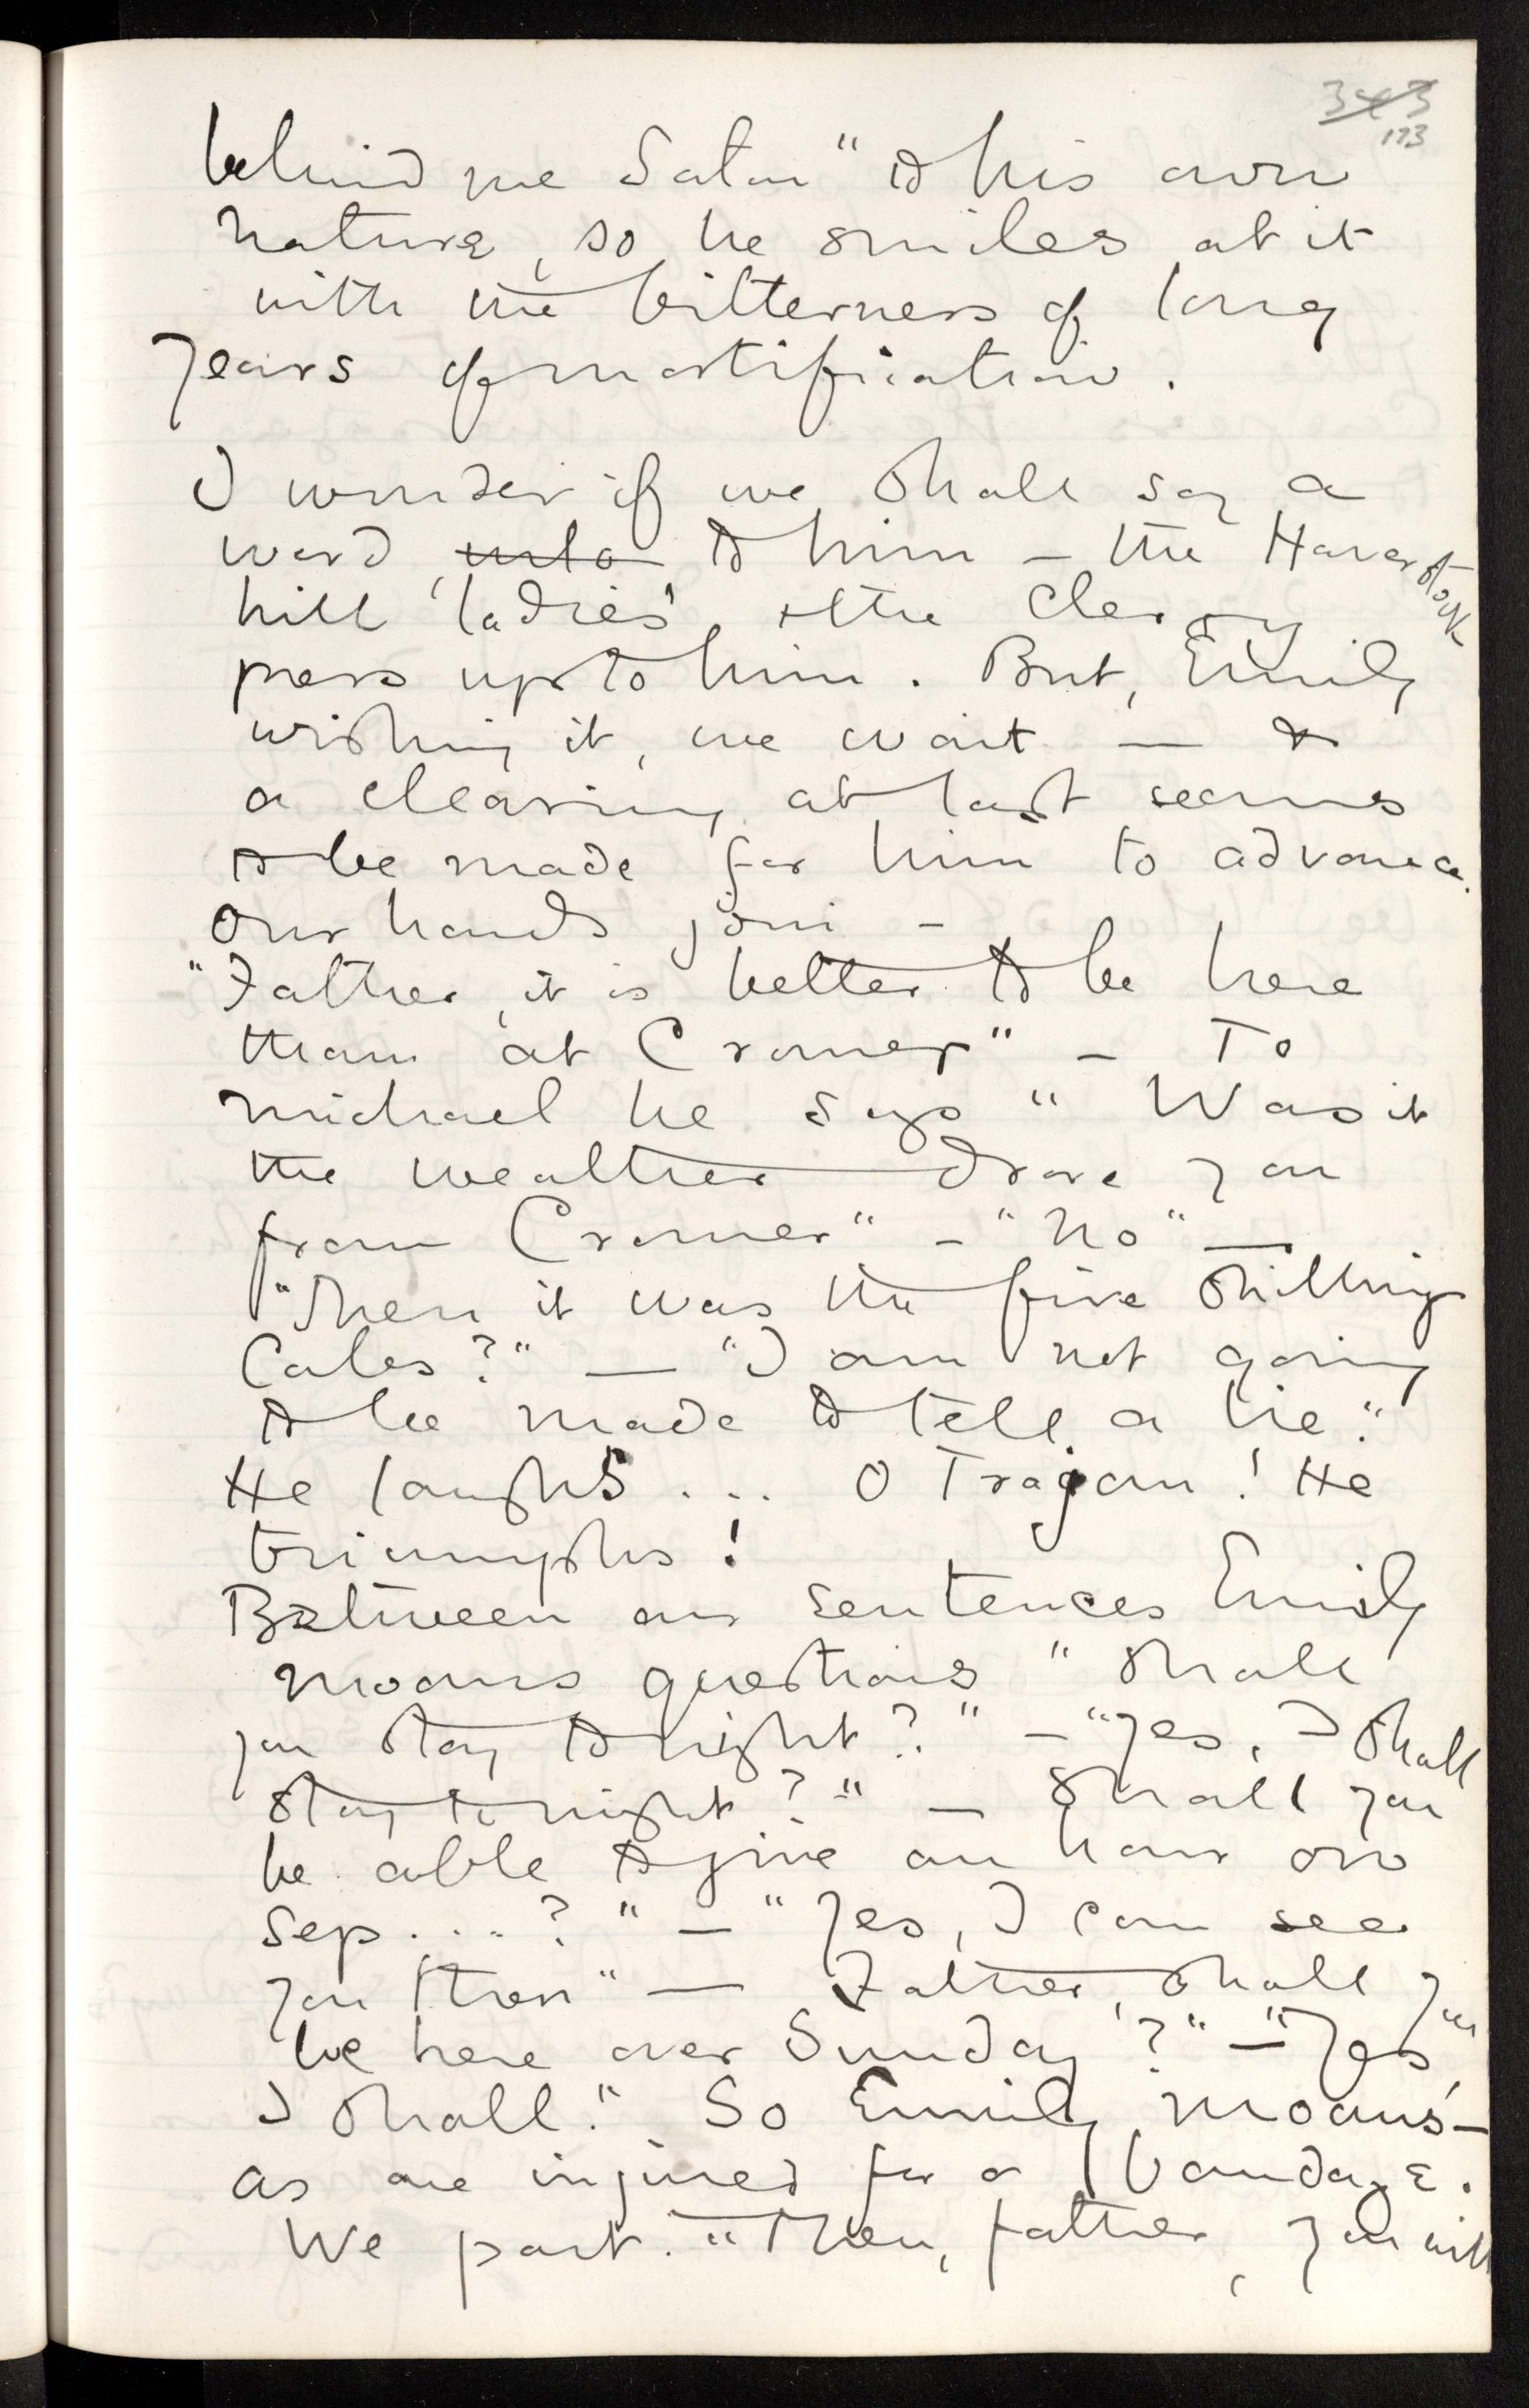 343
173
behind me Satan" to his own
nature, so he smiles at it
with the bitterness of long
years of mortification.
I wonder if we shall say a
word unto to him – the Haverstock
hill 'ladies' & the clergy
press up to him. But, Emily
wishing it, we wait — &
a clearing at last seems
to be made for him to advance.
Our hands join –
"Father, it is better to be here
than at Cromer" – To
Michael he says "Was it
the weather drove you
from Cromer" – "No" —
"Then it was the five shilling
Cabs?" — "I am not going
to be made to tell a lie."
He laughs ... O Trajan! He
triumphs!
Between our sentences Emily
moans questions "Shall
you stay to night?" – "Yes, I shall
stay to night?" – Shall you
be able to give an hour on
Sep. ...?" – "Yes, I can see
you then" — Father, shall you
be here over Sunday?" – "Yes,
I shall." So Emily moans –
as one injured for a bandage.
We part. "Then, father, you will